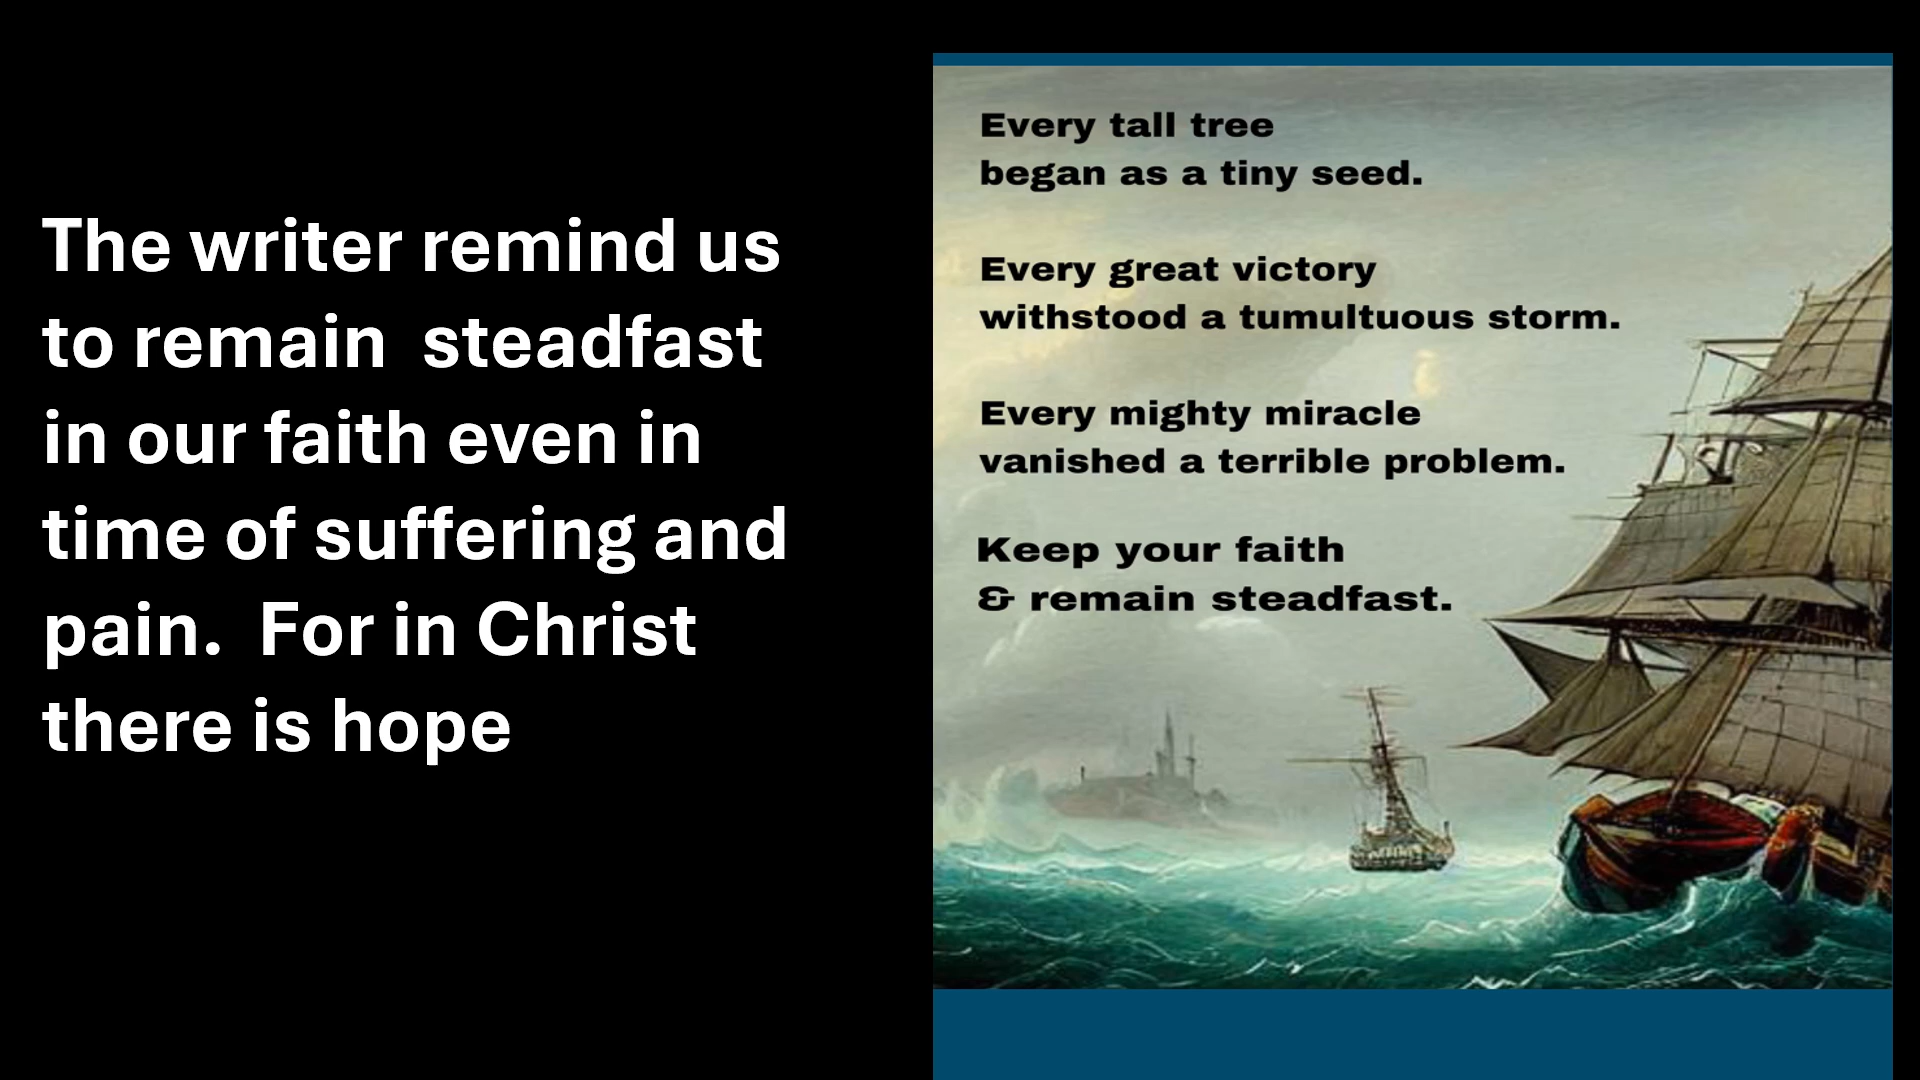 The writer remind us
to remain  steadfast
in our faith even in
time of suffering and
pain.  For in Christ
there is hope
Every tall tree
began as a tiny seed.
Every great victory
withstood a tumultuous storm.
Every mighty miracle
vanished a terrible problem.
Keep your faith
& remain steadfast.